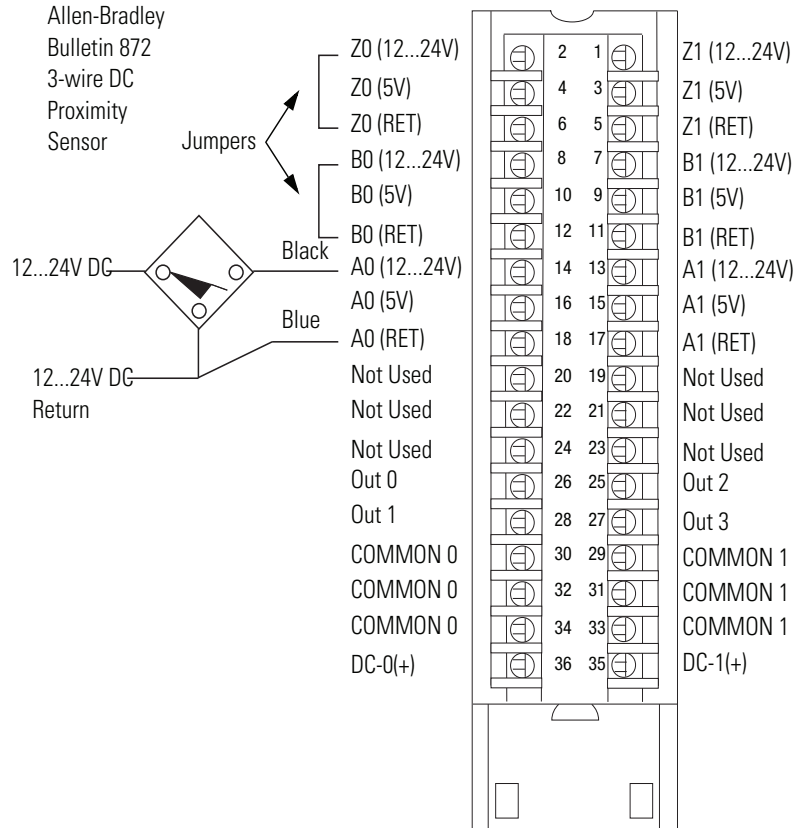 Allen-Bradley
Bulletin 872
3-wire DC
Proximity
Sensor
Jumpers
Black
12...24V DC
Blue
12...24V DC
Return
Z0 (12...24V) 2 1 Z1 (12...24V)
Z0 (5V) 4 3 Z1 (5V)
Z0 (RET) 6 5 Z1 (RET)
B0 (12...24V) 8 7 B1 (12...24V)
B0 (5V) 10 9 B1 (5V)
B0 (RET) 12 11 B1 (RET)
A0 (12...24V) 14 13 A1 (12...24V)
A0 (5V) 16 15 A1 (5V)
A0 (RET) 18 17 A1 (RET)
Not Used 20 19 Not Used
Not Used 22 21 Not Used
Not Used 24 23 Not Used
Out 0 26 25 Out 2
Out 1 28 27 Out 3
COMMON 0 30 29 COMMON 1
COMMON 0 32 31 COMMON 1
COMMON 0 34 33 COMMON 1
DC-0(+) 36 35 DC-1(+)